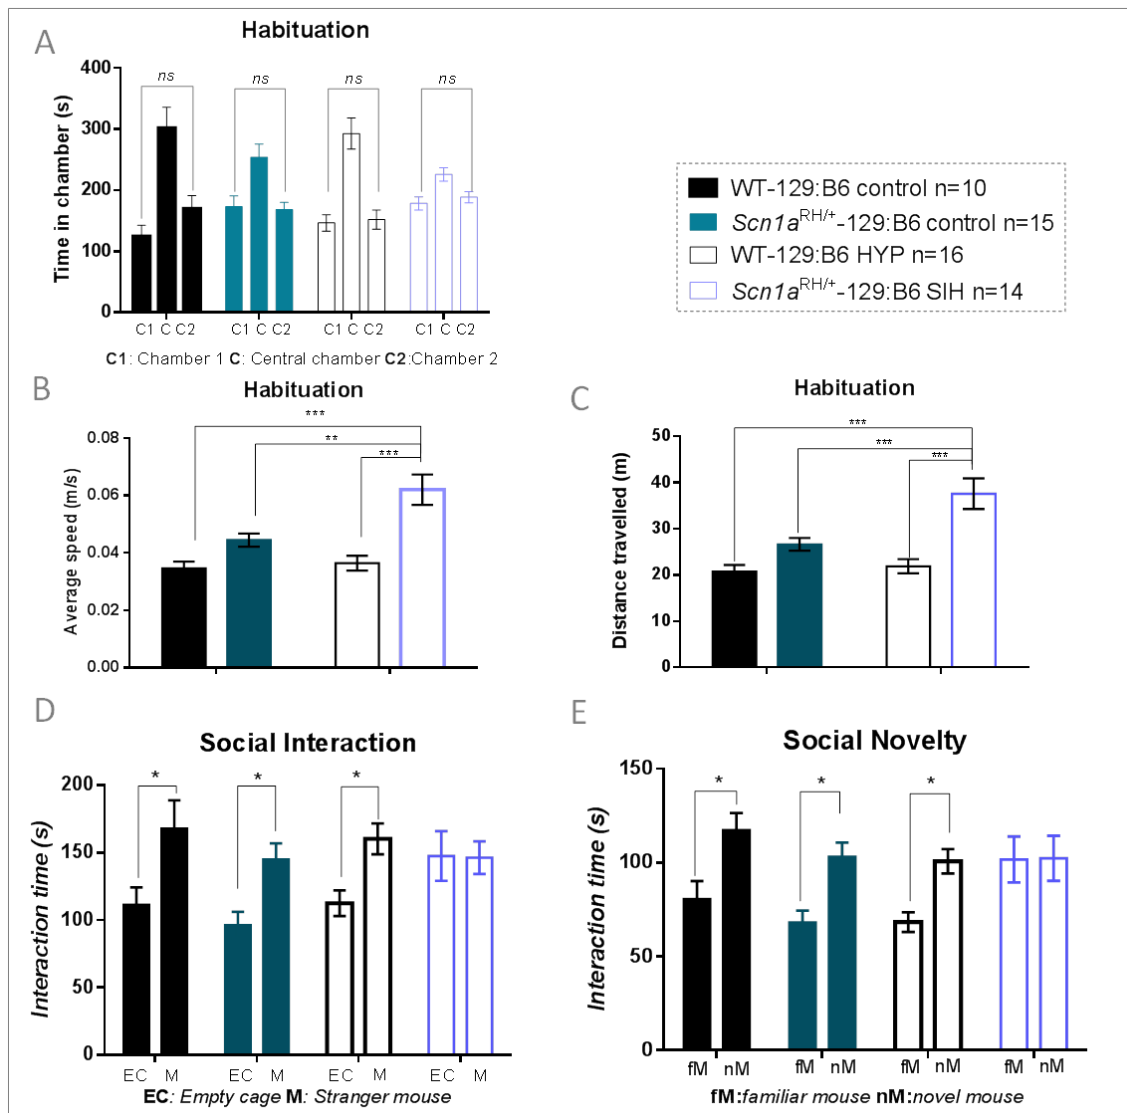 A
Habituation
Time in chamber (s)
400
300
200
100
0
ns
ns
ns
ns
C1 C C2
C1 C C2
C1 C C2
C1 C C2
C1: Chamber 1 C: Central chamber C2:Chamber 2
WT-129:B6 control n=10
Scn1aRH/+-129:B6 control n=15
WT-129:B6 HYP n=16
Scn1aRH/+-129:B6 SIH n=14
B
Habituation
Average speed (m/s)
0.08
0.06
0.04
0.02
0.00
***
**
***
C
Habituation
Distance travelled (m)
50
40
30
20
10
0
***
***
***
D
Social Interaction
Interaction time (s)
200
150
100
50
0
*
*
*
EC M
EC M
EC M
EC M
EC: Empty cage M: Stranger mouse
E
Social Novelty
Interaction time (s)
150
100
50
0
*
*
*
fM nM
fM nM
fM nM
fM nM
fM:familiar mouse nM:novel mouse